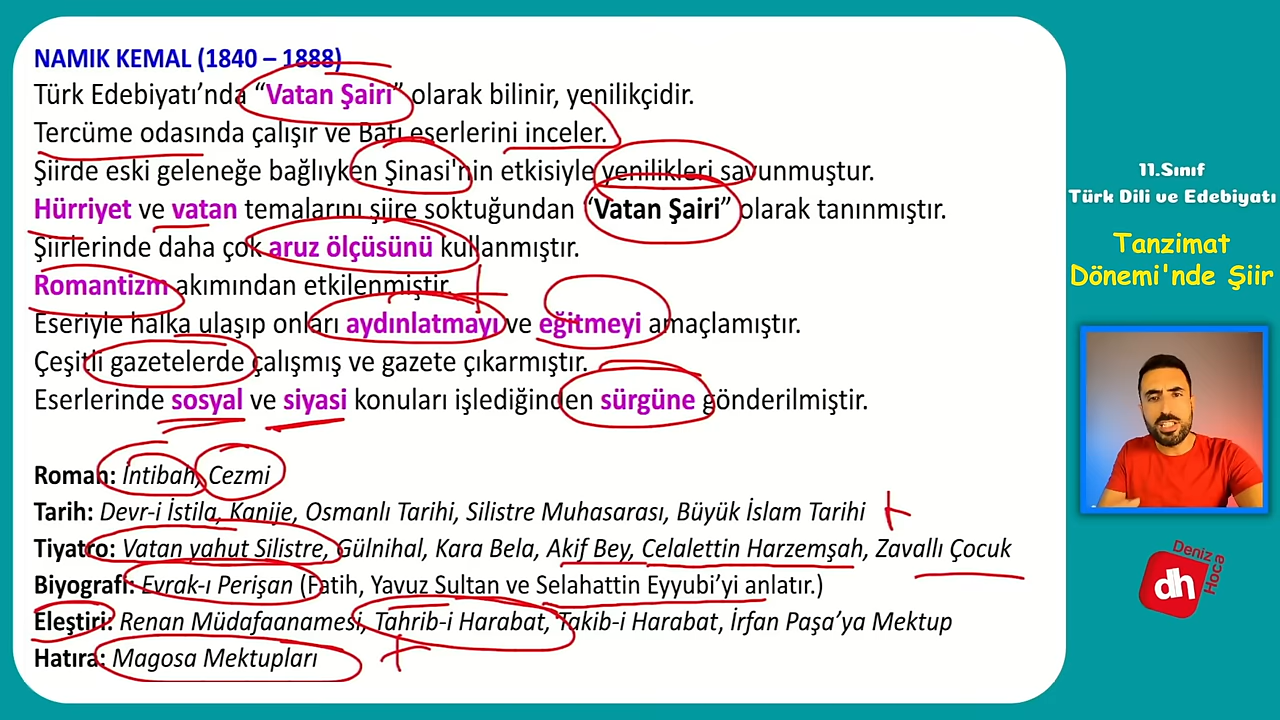 NAMIK KEMAL (1840 – 1888)
Türk Edebiyatı’nda “Vatan Şairi” olarak bilinir, yenilikçidir.
Tercüme odasında çalışır ve Batı eserlerini inceler.
Şiirde eski geleneğe bağlıyken Şinasi'nin etkisiyle yenilikleri savunmuştur.
Hürriyet ve vatan temalarını şiire soktuğundan “Vatan Şairi” olarak tanınmıştır.
Şiirlerinde daha çok aruz ölçüsünü kullanmıştır.
Romantizm akımından etkilenmiştir.
Eseriyle halka ulaşıp onları aydınlatmayı ve eğitmeyi amaçlamıştır.
Çeşitli gazetelerde çalışmış ve gazete çıkarmıştır.
Eserlerinde sosyal ve siyasi konuları işlediğinden sürgüne gönderilmiştir.
Roman: İntibah, Cezmi
Tarih: Devr-i İstila, Kanije, Osmanlı Tarihi, Silistre Muhasarası, Büyük İslam Tarihi
Tiyatro: Vatan yahut Silistre, Gülnihal, Kara Bela, Akif Bey, Celalettin Harzemşah, Zavallı Çocuk
Biyografi: Evrak-ı Perişan (Fatih, Yavuz Sultan ve Selahattin Eyyubi’yi anlatır.)
Eleştiri: Renan Müdafaanamesi, Tahrib-i Harabat, Takib-i Harabat, İrfan Paşa’ya Mektup
Hatıra: Magosa Mektupları
11.Sınıf
Türk Dili ve Edebiyatı
Tanzimat
Dönemi'nde Şiir
Deniz
Hoca
dh